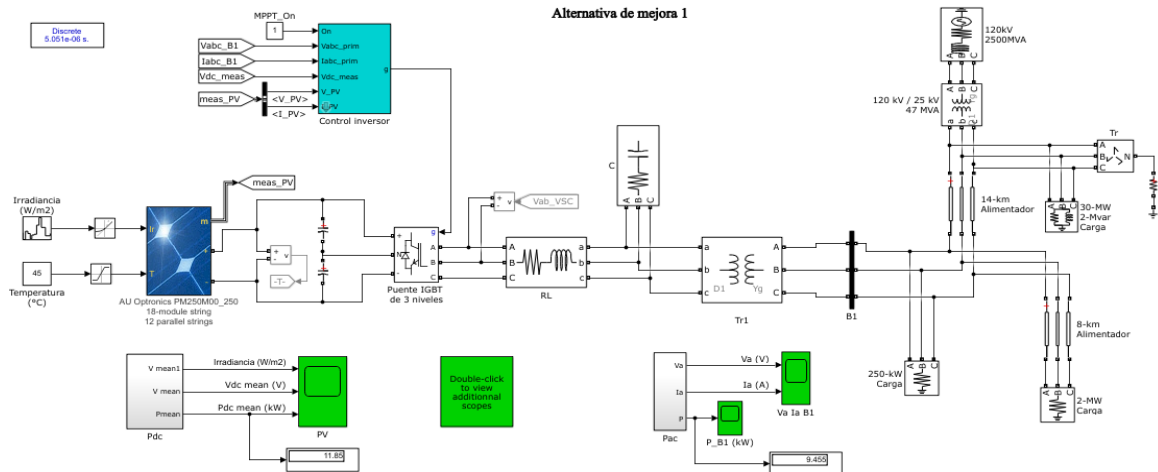 Alternativa de mejora 1
Discrete
5.051e-06 s.
MPPT_On
1
Vabc_B1
Iabc_B1
Vdc_meas
meas_PV
<V_PV>
<I_PV>
On
Vabc_prim
Iabc_prim
Vdc_meas
V_PV
g
Control inversor
120kV
2500MVA
A B C
120 kV / 25 kV
47 MVA
A B C
Yg
D1
a b c
Tr
A
B
C
N
14-km
Alimentador
A B C
30-MW
2-Mvar
Carga
Irradiancia
(W/m2)
45
Temperatura
(°C)
Ir
T
m
+
-
AU Optronics PM250M00_250
18-module string
12 parallel strings
meas_PV
+
-
v
-T-
+
N
-
g
A
B
C
Puente IGBT
de 3 niveles
+
-
v
Vab_VSC
A
B
C
a
b
c
RL
C
A B C
a
b
c
D1
Yg
A
B
C
Tr1
B1
A B C
250-kW
Carga
8-km
Alimentador
A B C
2-MW
Carga
V mean1
V mean
Pmean
Pdc
Irradiancia (W/m2)
Vdc mean (V)
Pdc mean (kW)
PV
11.85
Double-click
to view
additionnal
scopes
Va
Ia
P
Pac
Va (V)
Ia (A)
Va Ia B1
P_B1 (kW)
9.455